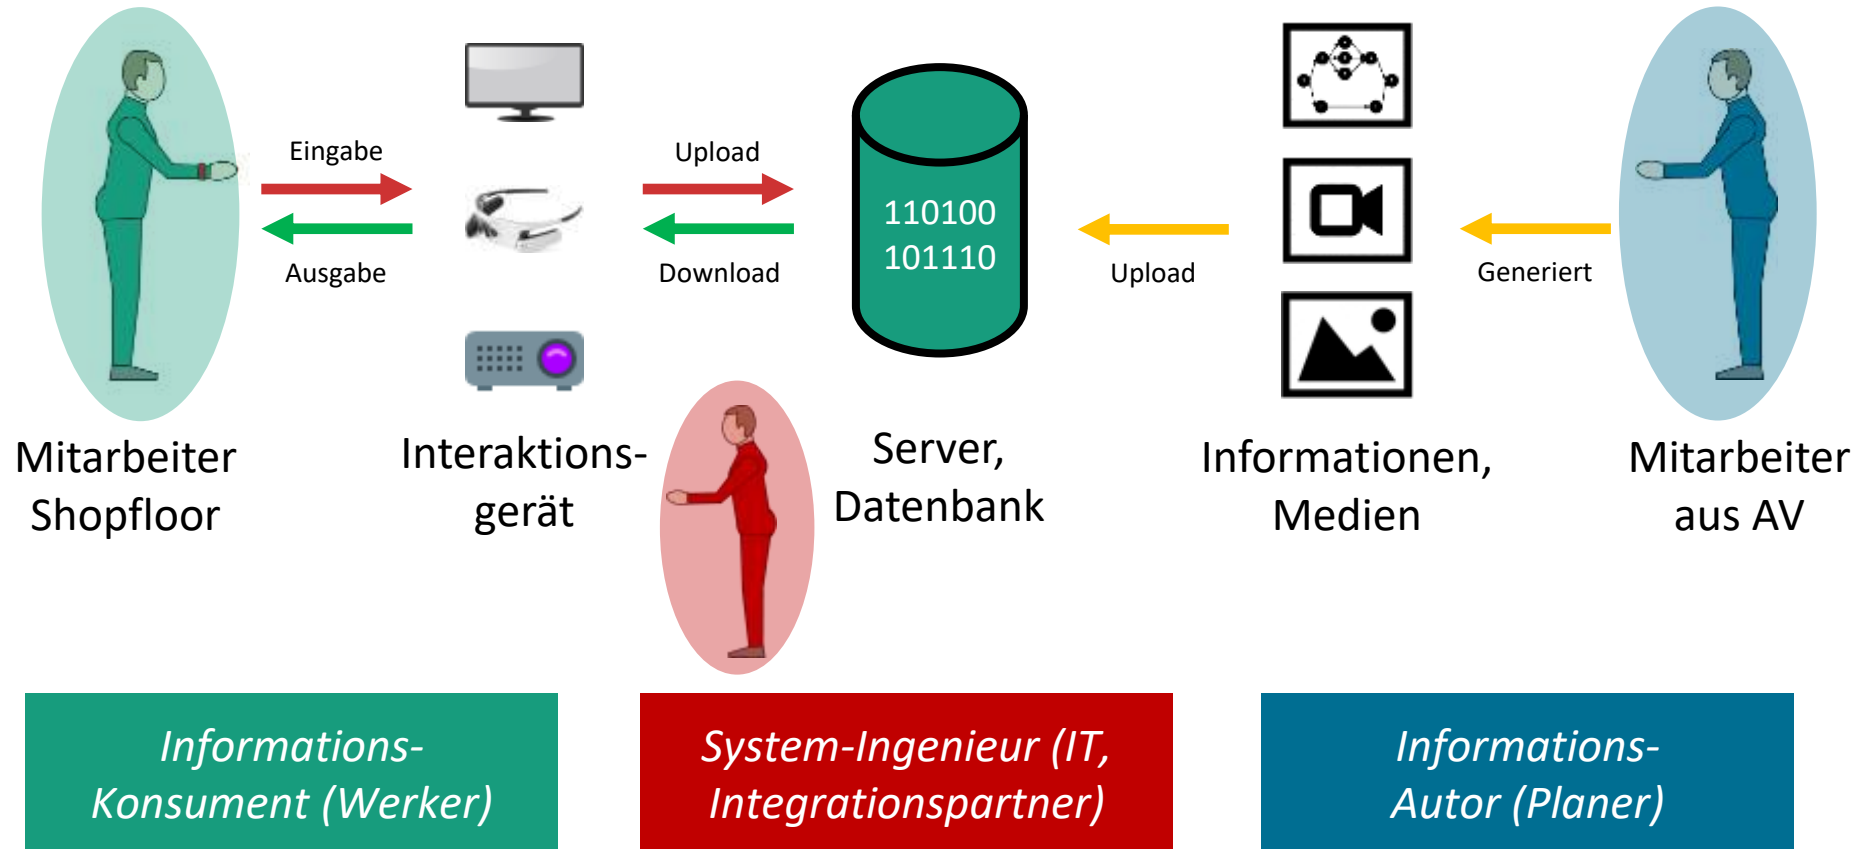 Eingabe
Ausgabe
Upload
Download
110100
101110
Upload
Generiert
Mitarbeiter
Shopfloor
Interaktions-
gerät
Server,
Datenbank
Informationen,
Medien
Mitarbeiter
aus AV
Informations-
Konsument (Werker)
System-Ingenieur (IT,
Integrationspartner)
Informations-
Autor (Planer)